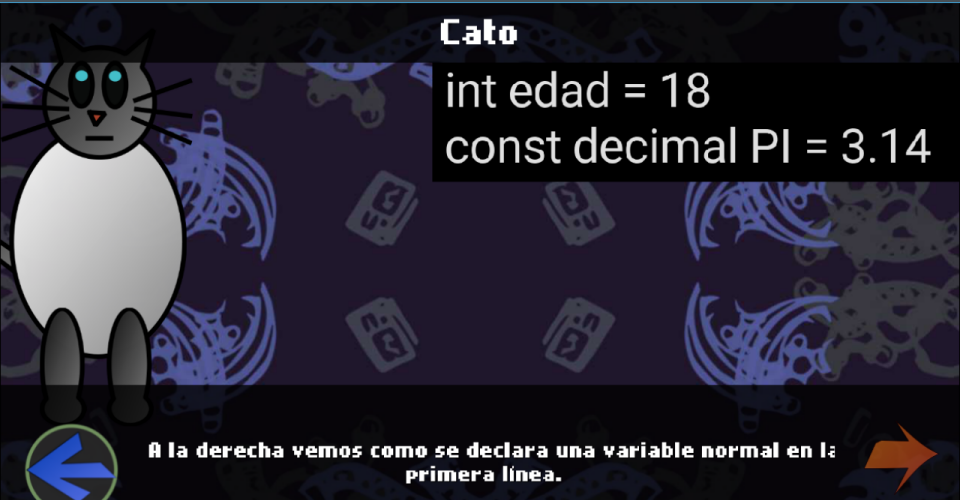 Cato
int edad = 18
const decimal PI = 3.14
A la derecha vemos como se declara una variable normal en la
primera línea.